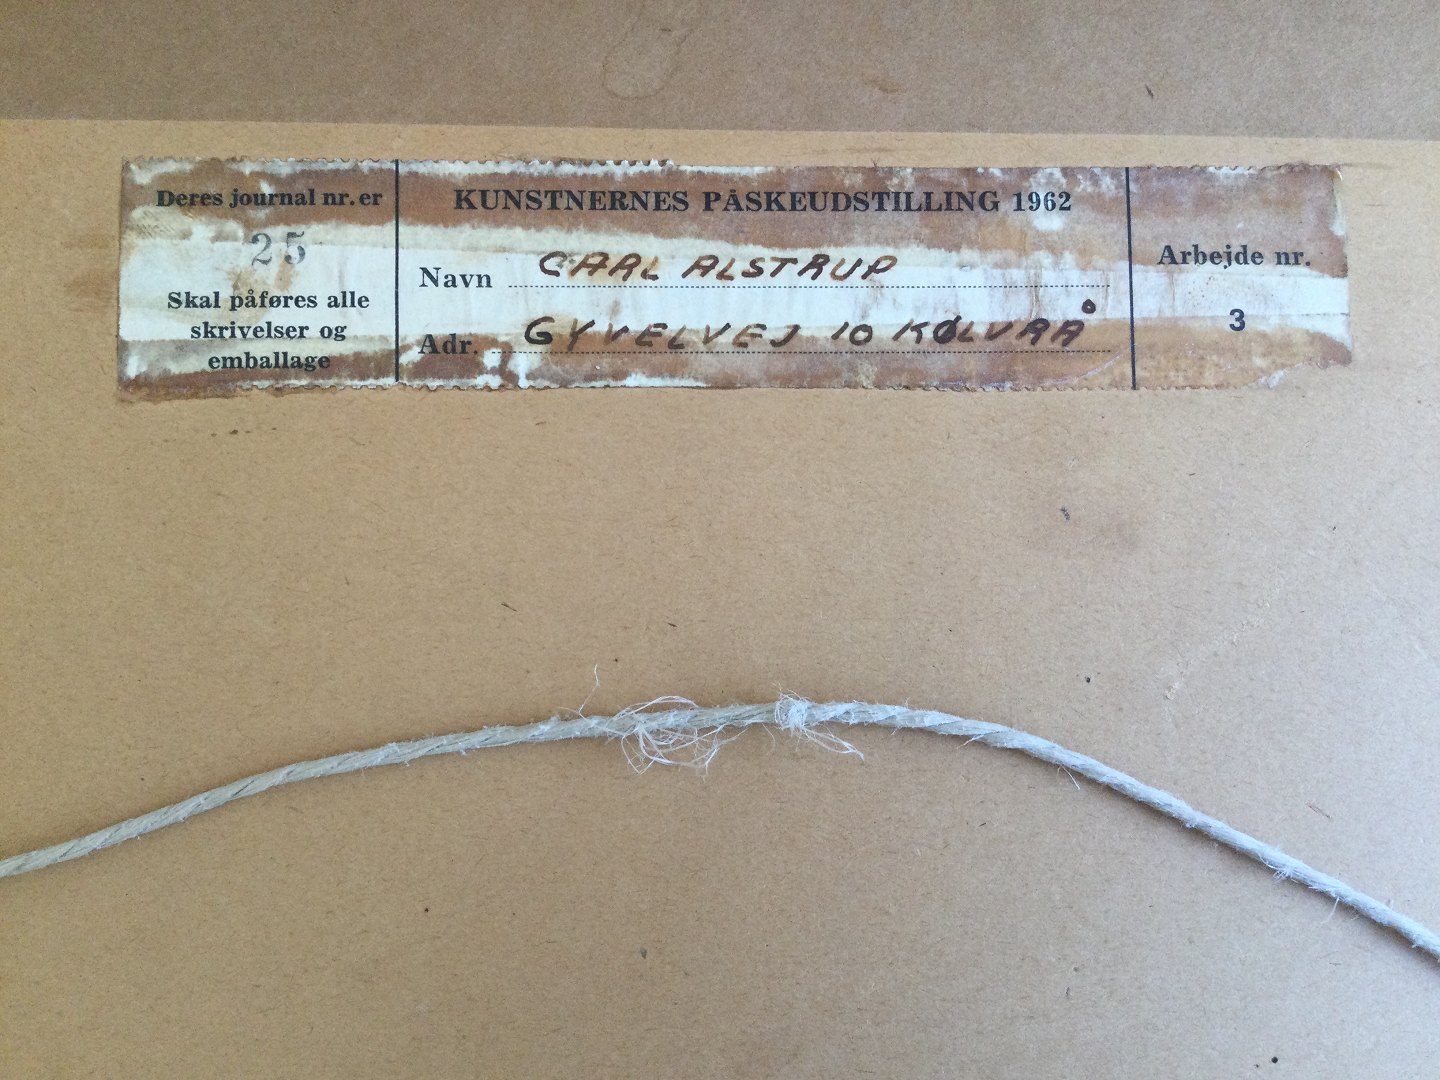 Deres journal nr. er
25
Skal påføres alle
skrivelser og
emballage
KUNSTNERNES PÅSKEUDSTILLING 1962
Navn CARL ALSTRUP
Adr. GYVELVEJ 10 KØLVRÅ
Arbejde nr.
3